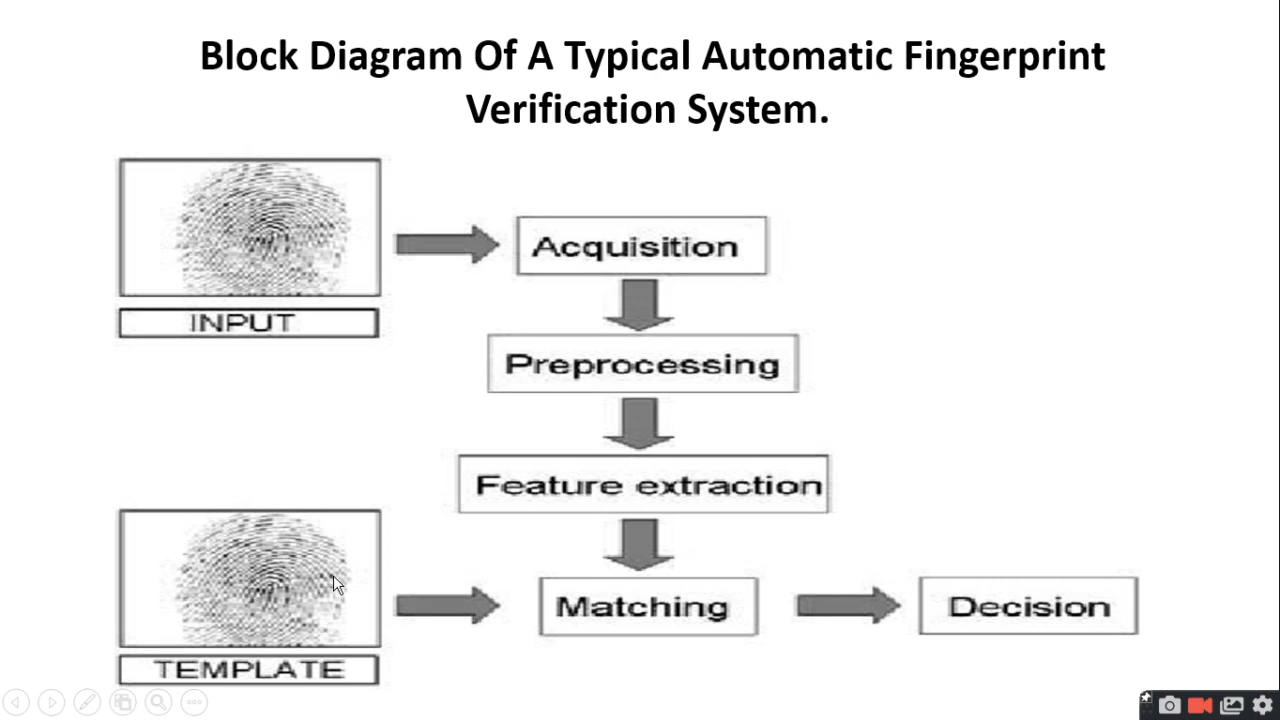 Block Diagram Of A Typical Automatic Fingerprint
Verification System.
Acquisition
INPUT
Preprocessing
Feature extraction
Matching
Decision
TEMPLATE